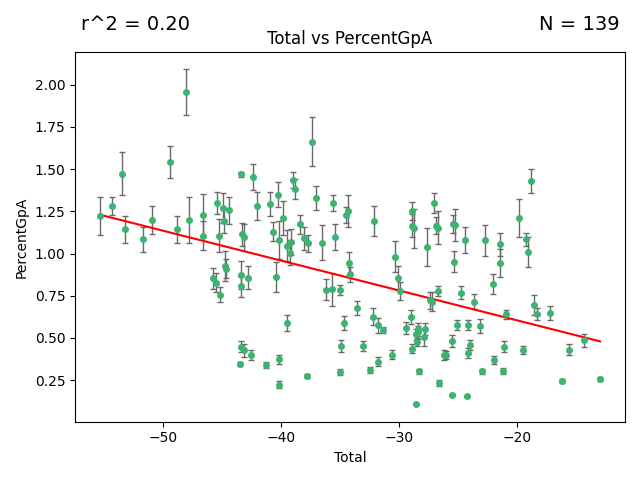 r^2 = 0.20
N = 139
Total vs PercentGpA
PercentGpA
2.00
1.75
1.50
1.25
1.00
0.75
0.50
0.25
−50
−40
−30
−20
Total